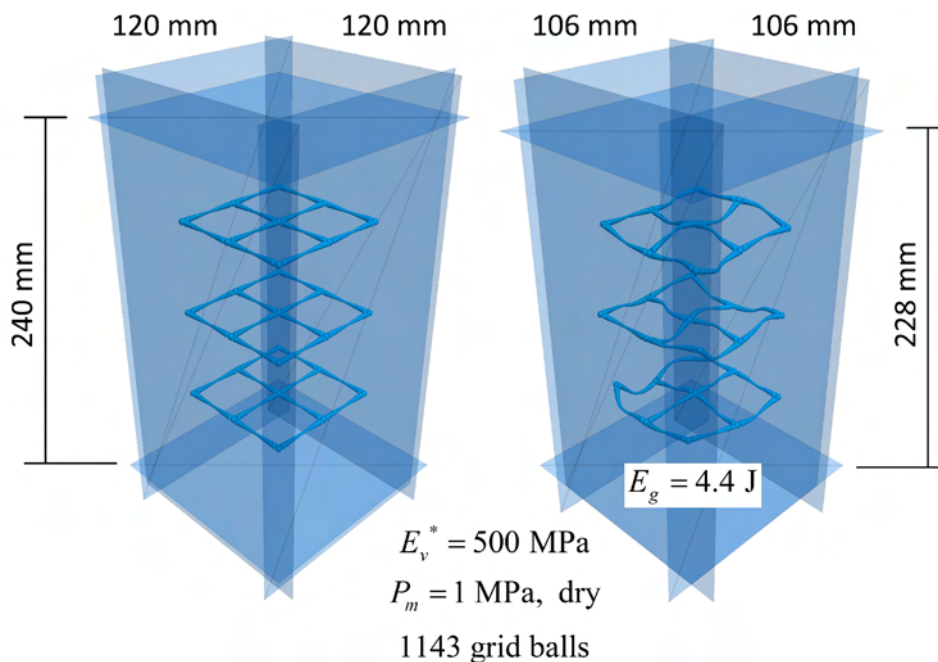 120 mm 120 mm 106 mm 106 mm
240 mm
228 mm
E_g = 4.4 J
E_v^* = 500 MPa
P_m = 1 MPa, dry
1143 grid balls